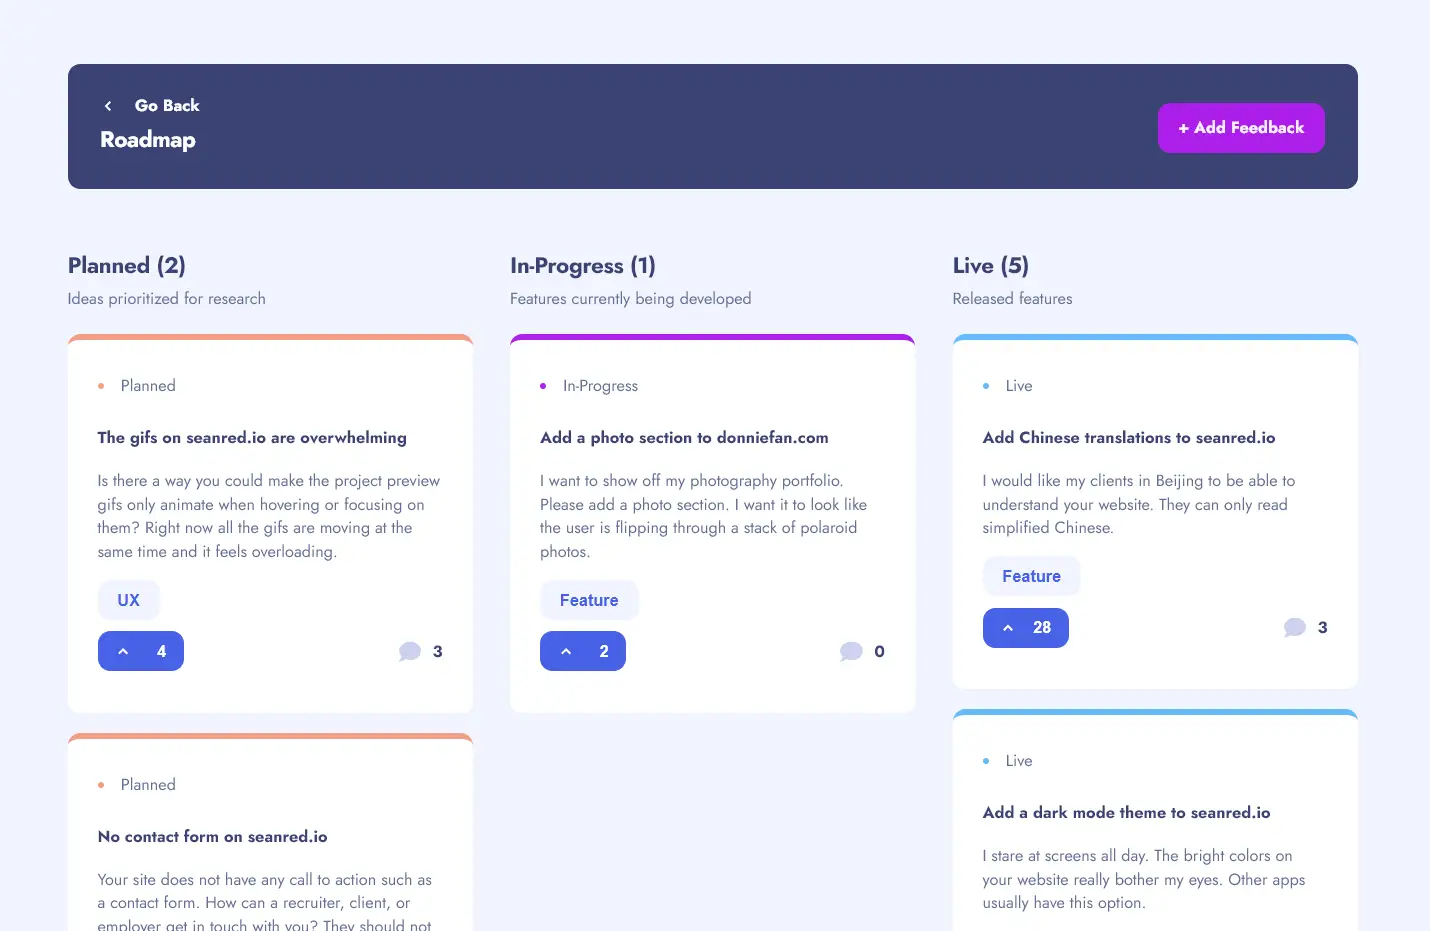 Go Back
Roadmap
+ Add Feedback
Planned (2)
Ideas prioritized for research
Planned
The gifs on seanred.io are overwhelming
Is there a way you could make the project preview
gifs only animate when hovering or focusing on
them? Right now all the gifs are moving at the
same time and it feels overloading.
UX
4
3
Planned
No contact form on seanred.io
Your site does not have any call to action such as
a contact form. How can a recruiter, client, or
employer get in touch with you? They should not
In-Progress (1)
Features currently being developed
In-Progress
Add a photo section to donniefan.com
I want to show off my photography portfolio.
Please add a photo section. I want it to look like
the user is flipping through a stack of polaroid
photos.
Feature
2
0
Live (5)
Released features
Live
Add Chinese translations to seanred.io
I would like my clients in Beijing to be able to
understand your website. They can only read
simplified Chinese.
Feature
28
3
Live
Add a dark mode theme to seanred.io
I stare at screens all day. The bright colors on
your website really bother my eyes. Other apps
usually have this option.